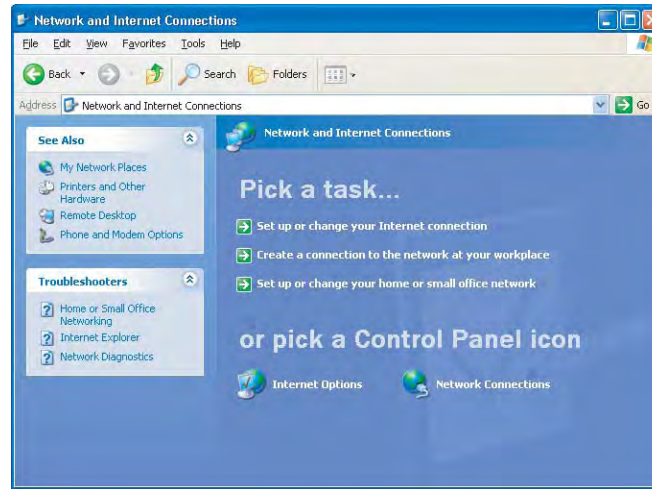 Network and Internet Connections
File Edit View Favorites Tools Help
Back Search Folders
Address Network and Internet Connections Go
See Also
My Network Places
Printers and Other
Hardware
Remote Desktop
Phone and Modem Options
Troubleshooters
Home or Small Office
Networking
Internet Explorer
Network Diagnostics
Network and Internet Connections
Pick a task...
Set up or change your Internet connection
Create a connection to the network at your workplace
Set up or change your home or small office network
or pick a Control Panel icon
Internet Options Network Connections